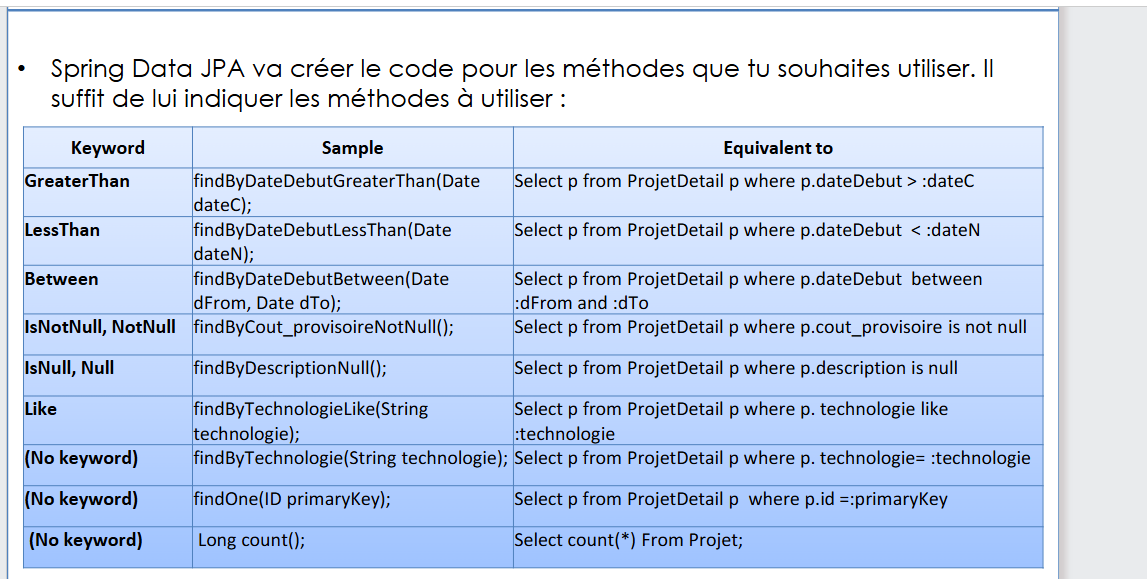 • Spring Data JPA va créer le code pour les méthodes que tu souhaites utiliser. Il
suffit de lui indiquer les méthodes à utiliser :
Keyword Sample Equivalent to
GreaterThan findByDateDebutGreaterThan(Date Select p from ProjetDetail p where p.dateDebut > :dateC
dateC);
LessThan findByDateDebutLessThan(Date Select p from ProjetDetail p where p.dateDebut < :dateN
dateN);
Between findByDateDebutBetween(Date Select p from ProjetDetail p where p.dateDebut between
dFrom, Date dTo); :dFrom and :dTo
IsNotNull, NotNull findByCout_provisoireNotNull(); Select p from ProjetDetail p where p.cout_provisoire is not null
IsNull, Null findByDescriptionNull(); Select p from ProjetDetail p where p.description is null
Like findByTechnologieLike(String Select p from ProjetDetail p where p. technologie like
technologie); :technologie
(No keyword) findByTechnologie(String technologie); Select p from ProjetDetail p where p. technologie= :technologie
(No keyword) findOne(ID primaryKey); Select p from ProjetDetail p where p.id =:primaryKey
(No keyword) Long count(); Select count(*) From Projet;